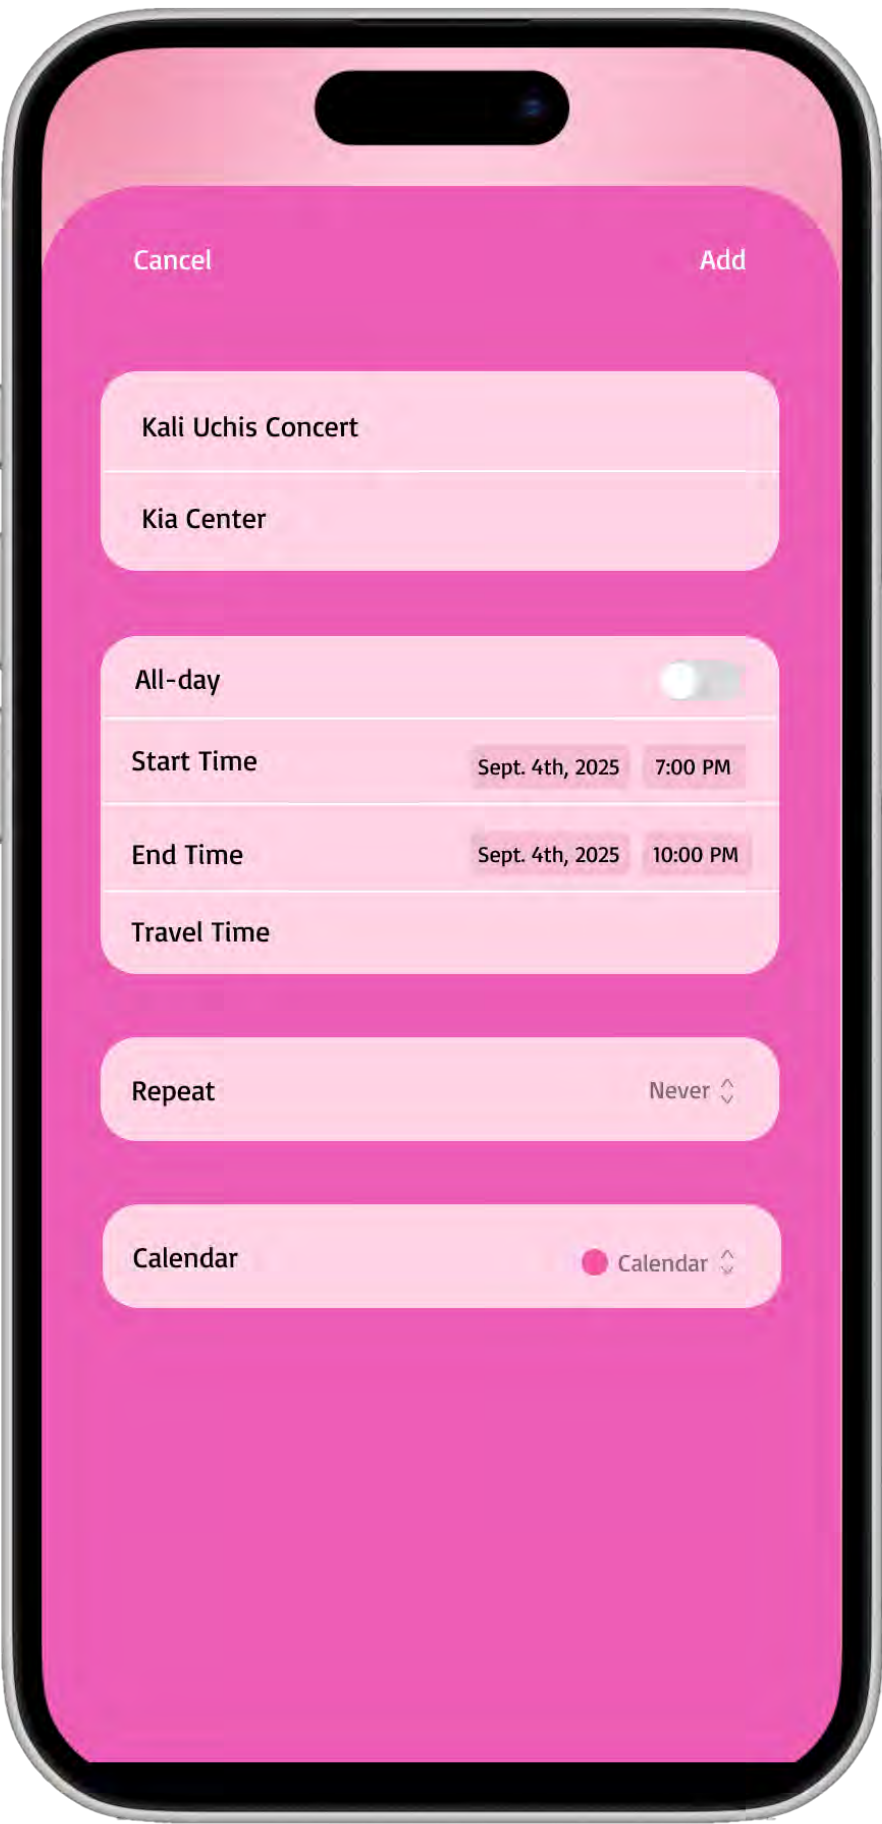 Cancel Add
Kali Uchis Concert
Kia Center
All-day
Start Time Sept. 4th, 2025 7:00 PM
End Time Sept. 4th, 2025 10:00 PM
Travel Time
Repeat Never
Calendar Calendar